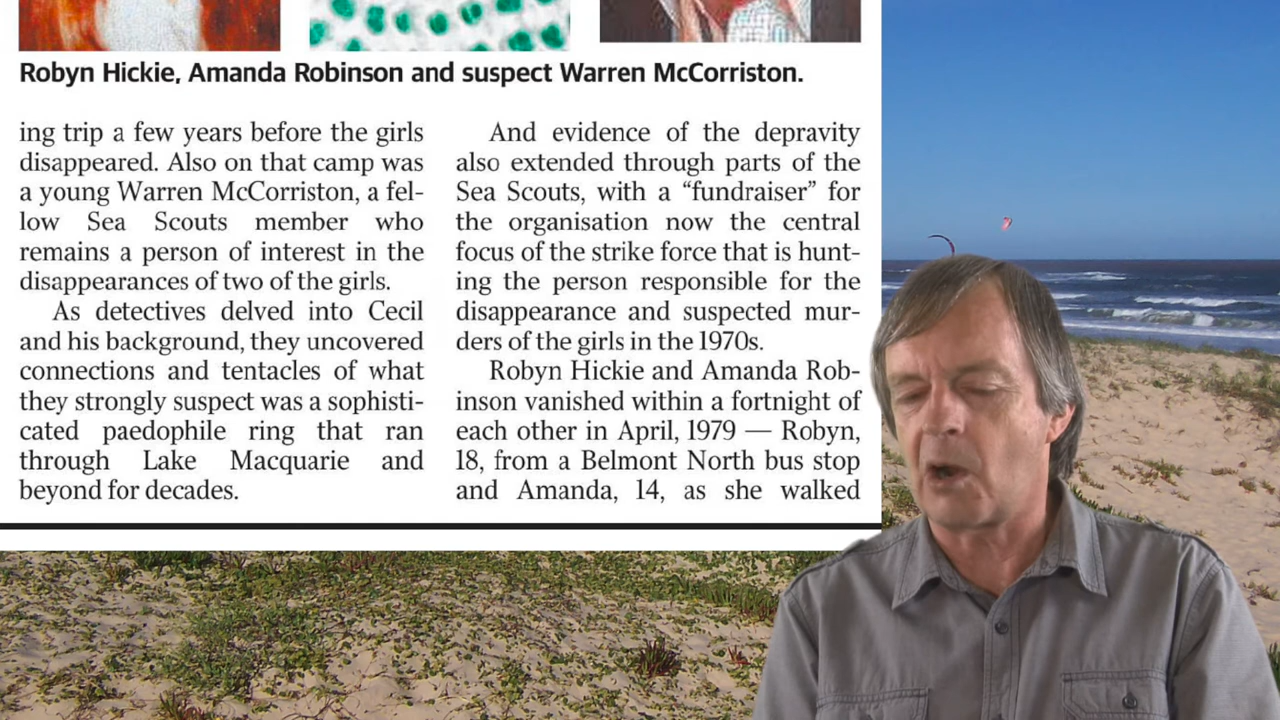 Robyn Hickie, Amanda Robinson and suspect Warren McCorriston.
ing trip a few years before the girls
disappeared. Also on that camp was
a young Warren McCorriston, a fel-
low Sea Scouts member who
remains a person of interest in the
disappearances of two of the girls.
As detectives delved into Cecil
and his background, they uncovered
connections and tentacles of what
they strongly suspect was a sophisti-
cated paedophile ring that ran
through Lake Macquarie and
beyond for decades.
And evidence of the depravity
also extended through parts of the
Sea Scouts, with a “fundraiser” for
the organisation now the central
focus of the strike force that is hunt-
ing the person responsible for the
disappearance and suspected mur-
ders of the girls in the 1970s.
Robyn Hickie and Amanda Rob-
inson vanished within a fortnight of
each other in April, 1979 — Robyn,
18, from a Belmont North bus stop
and Amanda, 14, as she walked